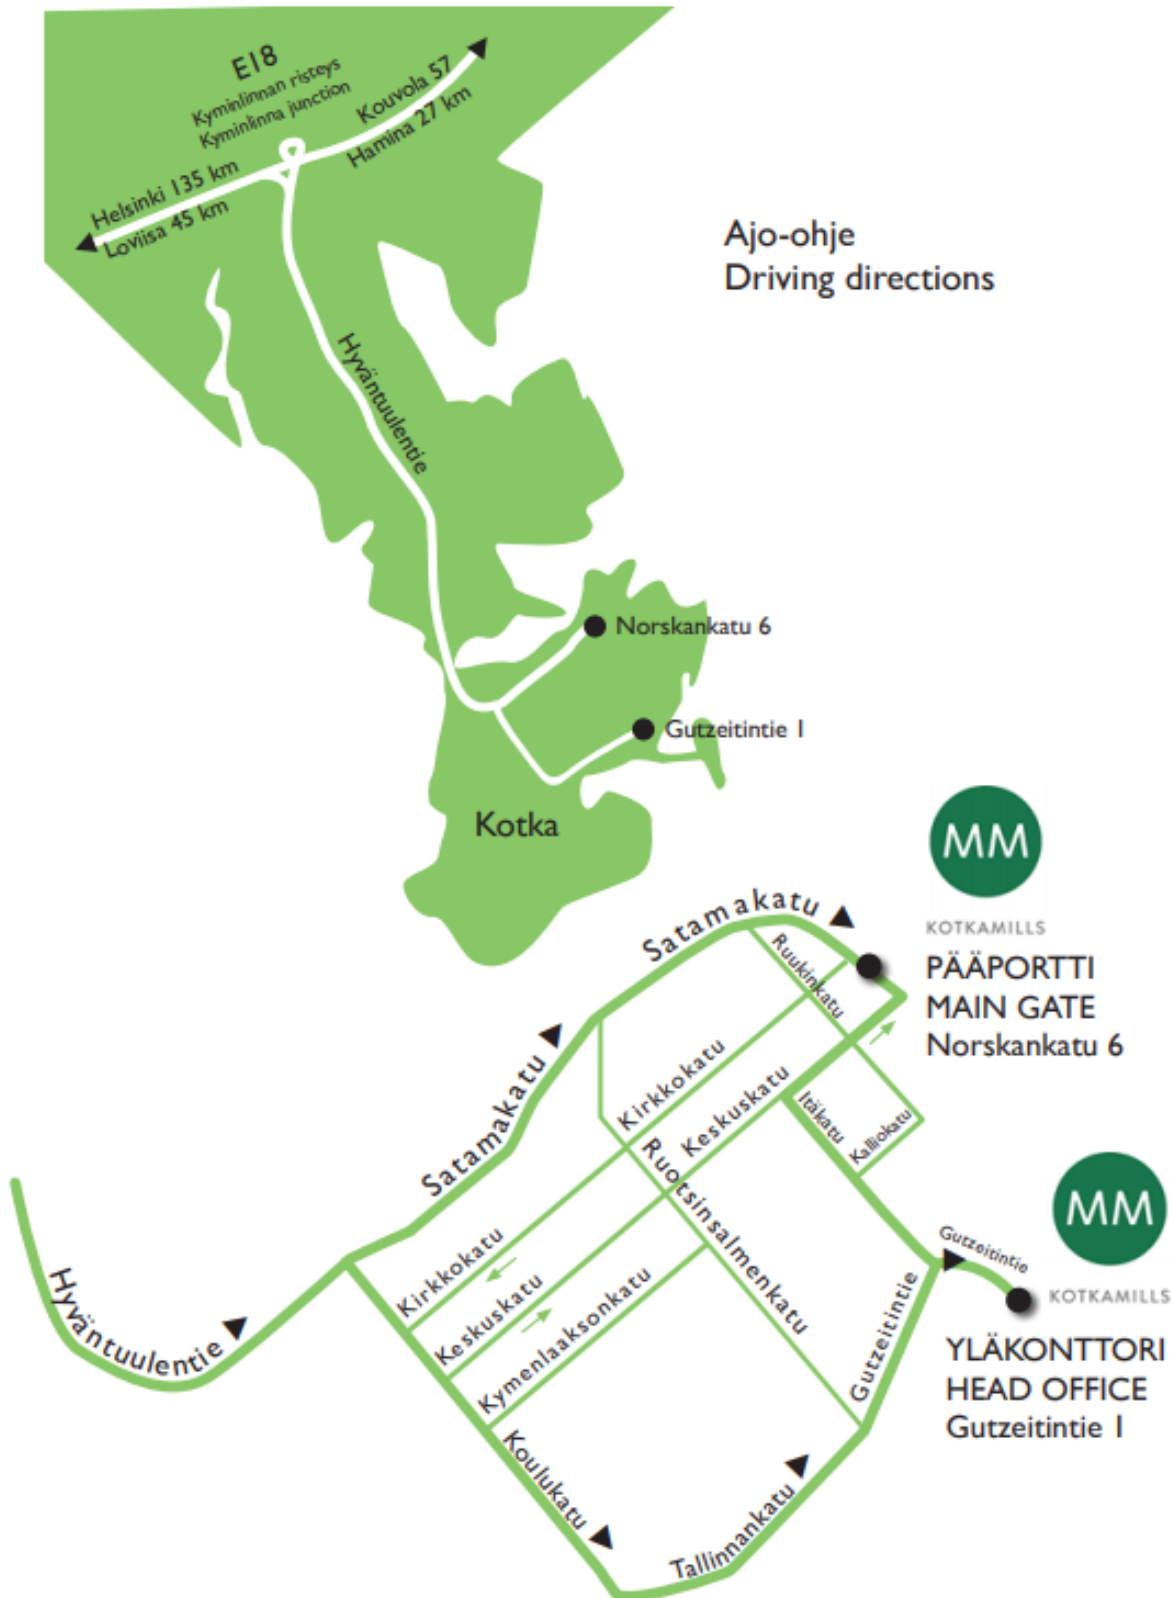 E18
Kyminlinnan risteys
Kyminlinna junction
Kouvola 57
Hamina 27 km
Helsinki 135 km
Loviisa 45 km
Ajo-ohje
Driving directions
Hyväntuulentie
Norskankatu 6
Gutzeitintie 1
Kotka
MM
KOTKAMILLS
PÄÄPORTTI
MAIN GATE
Norskankatu 6
Satamakatu
Ruukinkatu
Satamakatu
Kirkkokatu
Keskuskatu
Itäkatu
Kalliokatu
Ruotsinsalmenkatu
MM
KOTKAMILLS
Gutzeitintie
YLÄKONTTORI
HEAD OFFICE
Gutzeitintie 1
Hyväntuulentie
Kirkkokatu
Keskuskatu
Kymenlaaksonkatu
Gutzeitintie
Koulukatu
Tallinnankatu